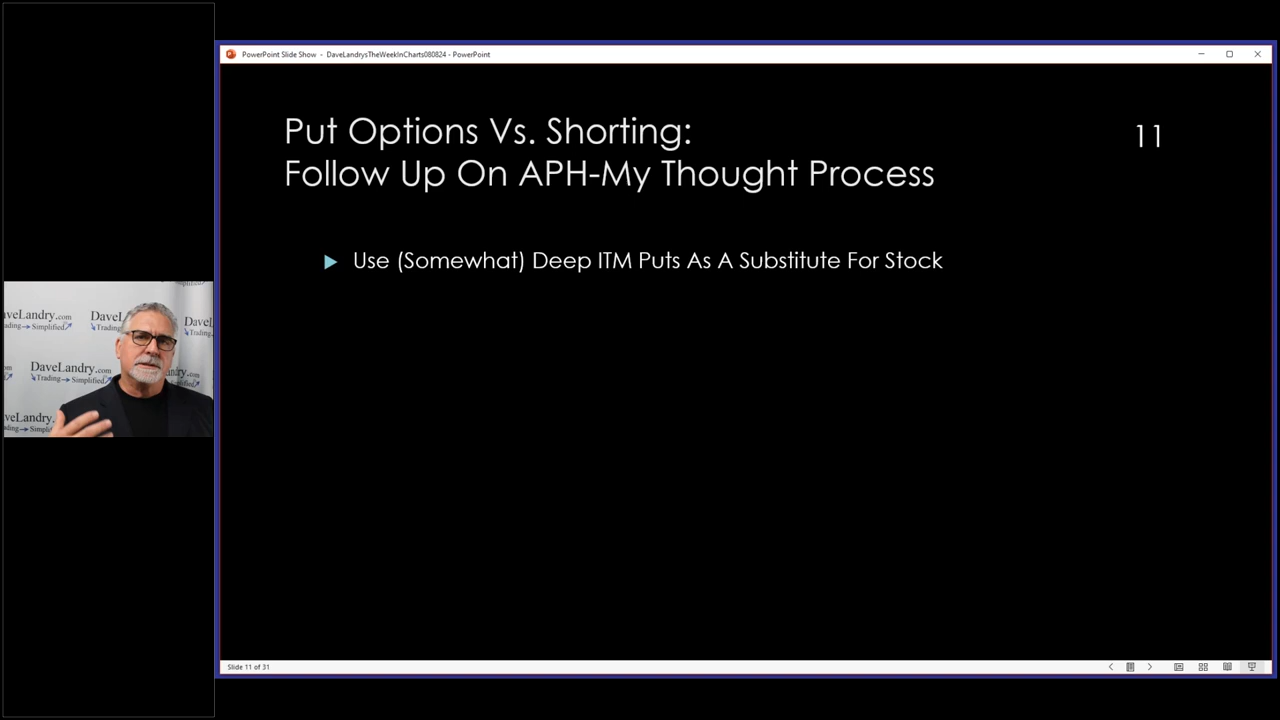 PowerPoint Slide Show - DaveLandrysTheWeekInCharts080824 - PowerPoint
Put Options Vs. Shorting:
11
Follow Up On APH-My Thought Process
Use (Somewhat) Deep ITM Puts As A Substitute For Stock
DaveLandry.com
Trading Simplified
Slide 11 of 31